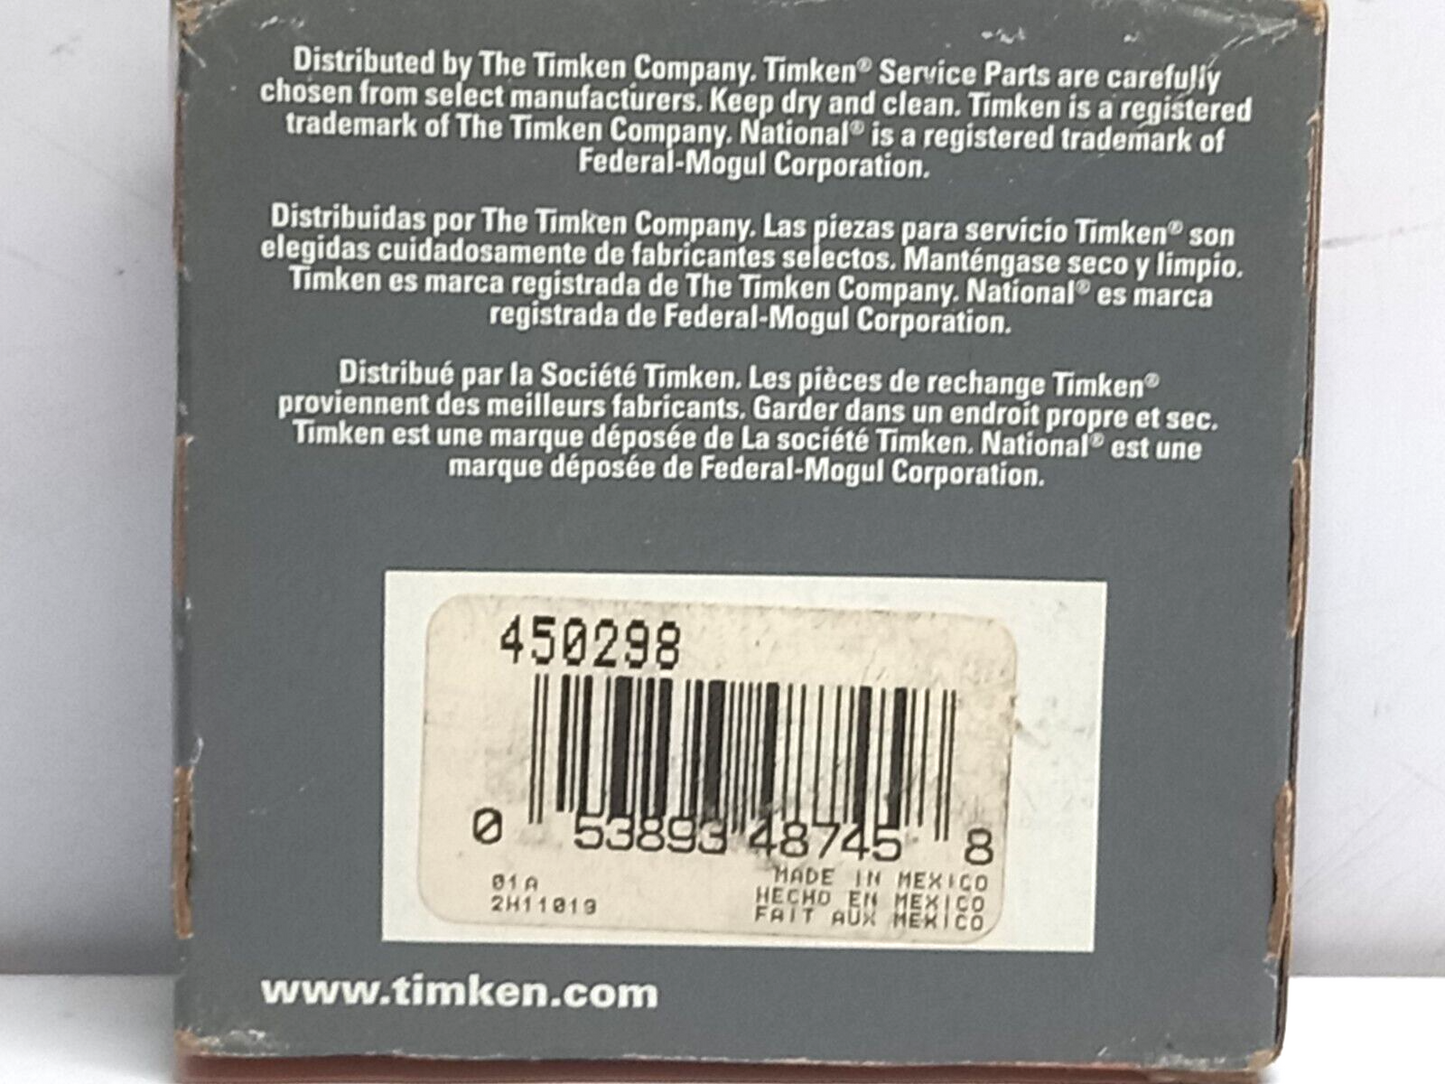 Distributed by The Timken Company. Timken® Service Parts are carefully
chosen from select manufacturers. Keep dry and clean. Timken is a registered
trademark of The Timken Company. National® is a registered trademark of
Federal-Mogul Corporation.
Distribuidas por The Timken Company. Las piezas para servicio Timken® son
elegidas cuidadosamente de fabricantes selectos. Manténgase seco y limpio.
Timken es marca registrada de The Timken Company. National® es marca
registrada de Federal-Mogul Corporation.
Distribué par la Société Timken. Les pièces de rechange Timken®
proviennent des meilleurs fabricants. Garder dans un endroit propre et sec.
Timken est une marque déposée de La société Timken. National® est une
marque déposée de Federal-Mogul Corporation.
450298
0 53893 48745 8
01A
2H11019
MADE IN MEXICO
HECHO EN MEXICO
FAIT AUX MEXICO
www.timken.com